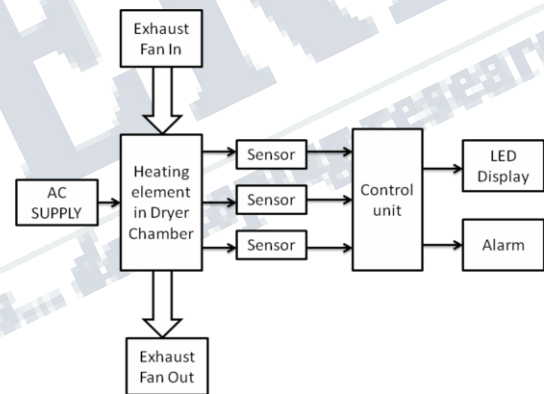 Exhaust
Fan In
AC
SUPPLY
Heating
element
in Dryer
Chamber
Sensor
Sensor
Sensor
Control
unit
LED
Display
Alarm
Exhaust
Fan Out